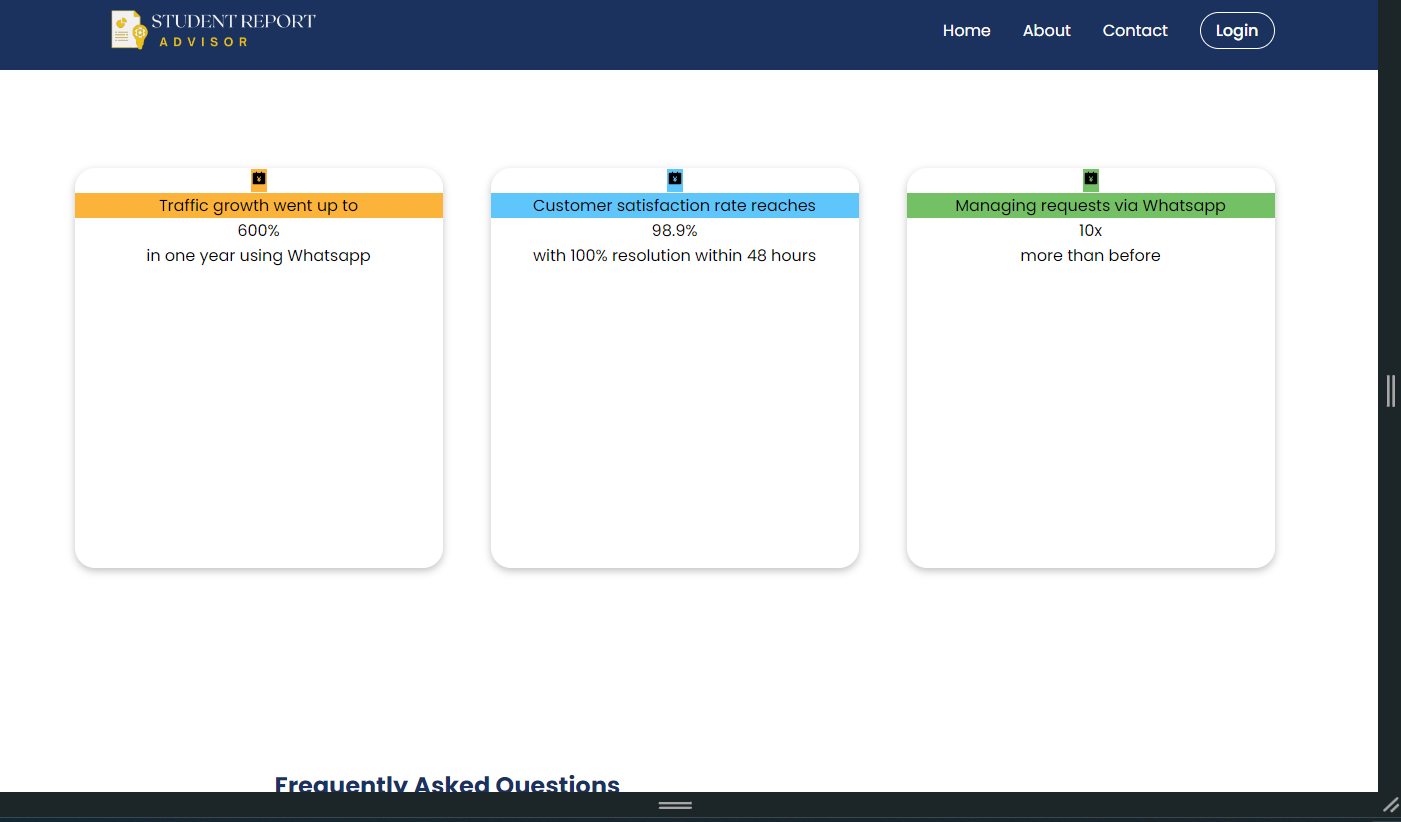 STUDENT REPORT
ADVISOR
Home About Contact Login
¥
Traffic growth went up to
600%
in one year using Whatsapp
¥
Customer satisfaction rate reaches
98.9%
with 100% resolution within 48 hours
¥
Managing requests via Whatsapp
10x
more than before
Frequently Asked Questions